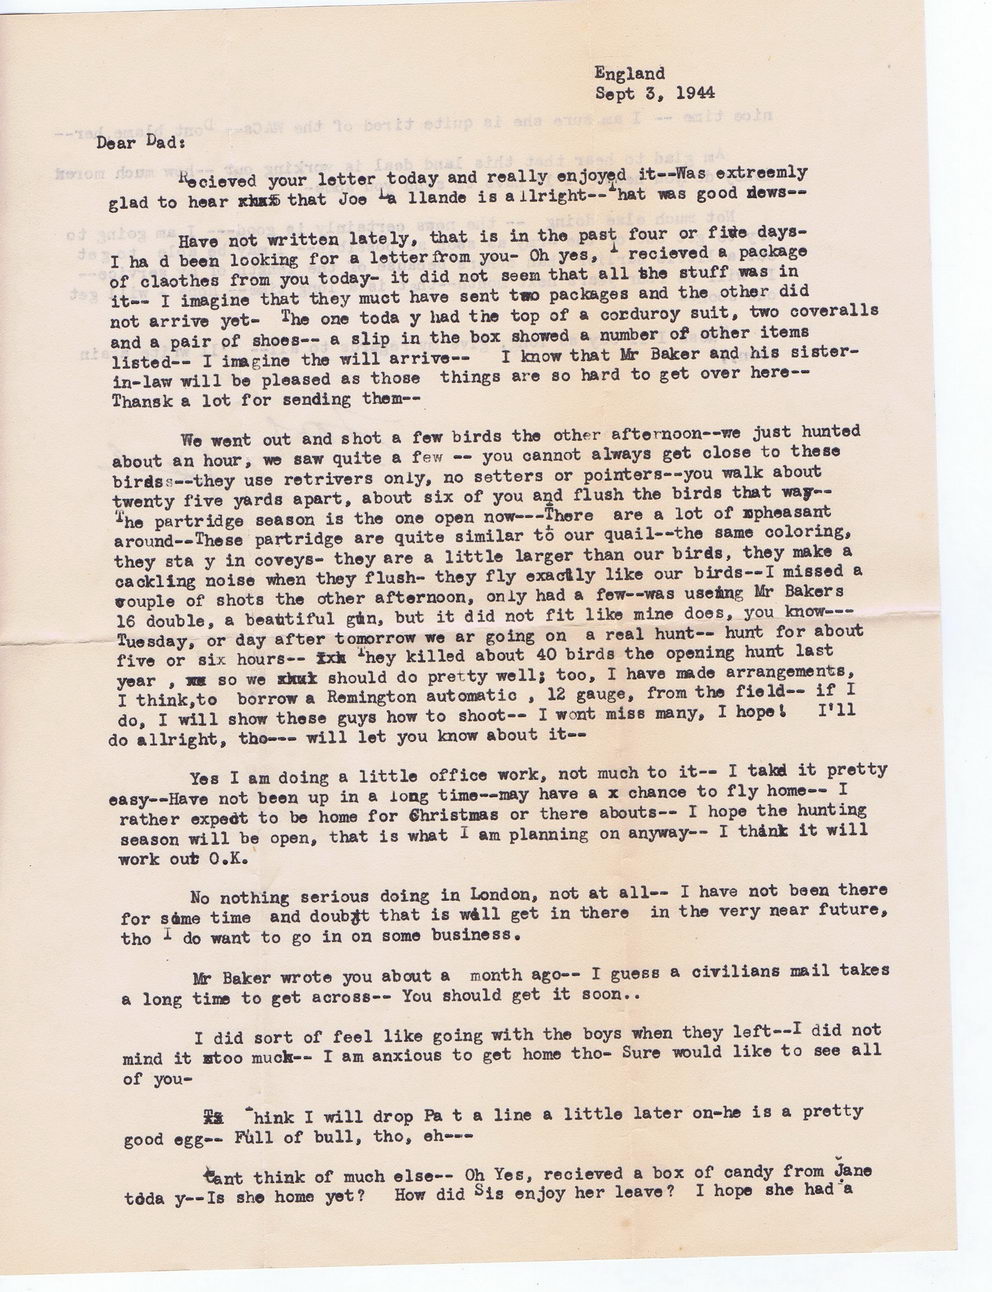 England
Sept 3, 1944
Dear Dad:
Recieved your letter today and really enjoyed it--Was extreemly
glad to hear that Joe La llande is allright--That was good news--
Have not written lately, that is in the past four or five days-
I ha d been looking for a letter from you- Oh yes, I recieved a package
of claothes from you today- it did not seem that all the stuff was in
it-- I imagine that they muct have sent two packages and the other did
not arrive yet- The one toda y had the top of a corduroy suit, two coveralls
and a pair of shoes-- a slip in the box showed a number of other items
listed-- I imagine the will arrive-- I know that Mr Baker and his sister-
in-law will be pleased as those things are so hard to get over here--
Thansk a lot for sending them--
We went out and shot a few birds the other afternoon--we just hunted
about an hour, we saw quite a few -- you cannot always get close to these
birds--they use retrivers only, no setters or pointers--you walk about
twenty five yards apart, about six of you and flush the birds that way--
The partridge season is the one open now---There are a lot of pheasant
around--These partridge are quite similar to our quail--the same coloring,
they sta y in coveys- they are a little larger than our birds, they make a
cackling noise when they flush- they fly exactly like our birds--I missed a
couple of shots the other afternoon, only had a few--was useing Mr Bakers
16 double, a beautiful gun, but it did not fit like mine does, you know---
Tuesday, or day after tomorrow we ar going on a real hunt-- hunt for about
five or six hours-- They killed about 40 birds the opening hunt last
year , so we should do pretty well; too, I have made arrangements,
I think,to borrow a Remington automatic , 12 gauge, from the field-- if I
do, I will show these guys how to shoot-- I wont miss many, I hope! I'll
do allright, tho--- will let you know about it--
Yes I am doing a little office work, not much to it-- I take it pretty
easy--Have not been up in a long time--may have a x chance to fly home-- I
rather expect to be home for Christmas or there abouts-- I hope the hunting
season will be open, that is what I am planning on anyway-- I think it will
work out O.K.
No nothing serious doing in London, not at all-- I have not been there
for some time and doubt that is will get in there in the very near future,
tho I do want to go in on some business.
Mr Baker wrote you about a month ago-- I guess a civilians mail takes
a long time to get across-- You should get it soon..
I did sort of feel like going with the boys when they left--I did not
mind it too much-- I am anxious to get home tho- Sure would like to see all
of you-
Think I will drop Pa t a line a little later on-he is a pretty
good egg-- Full of bull, tho, eh---
Cant think of much else-- Oh Yes, recieved a box of candy from Jane
toda y--Is she home yet? How did Sis enjoy her leave? I hope she had a